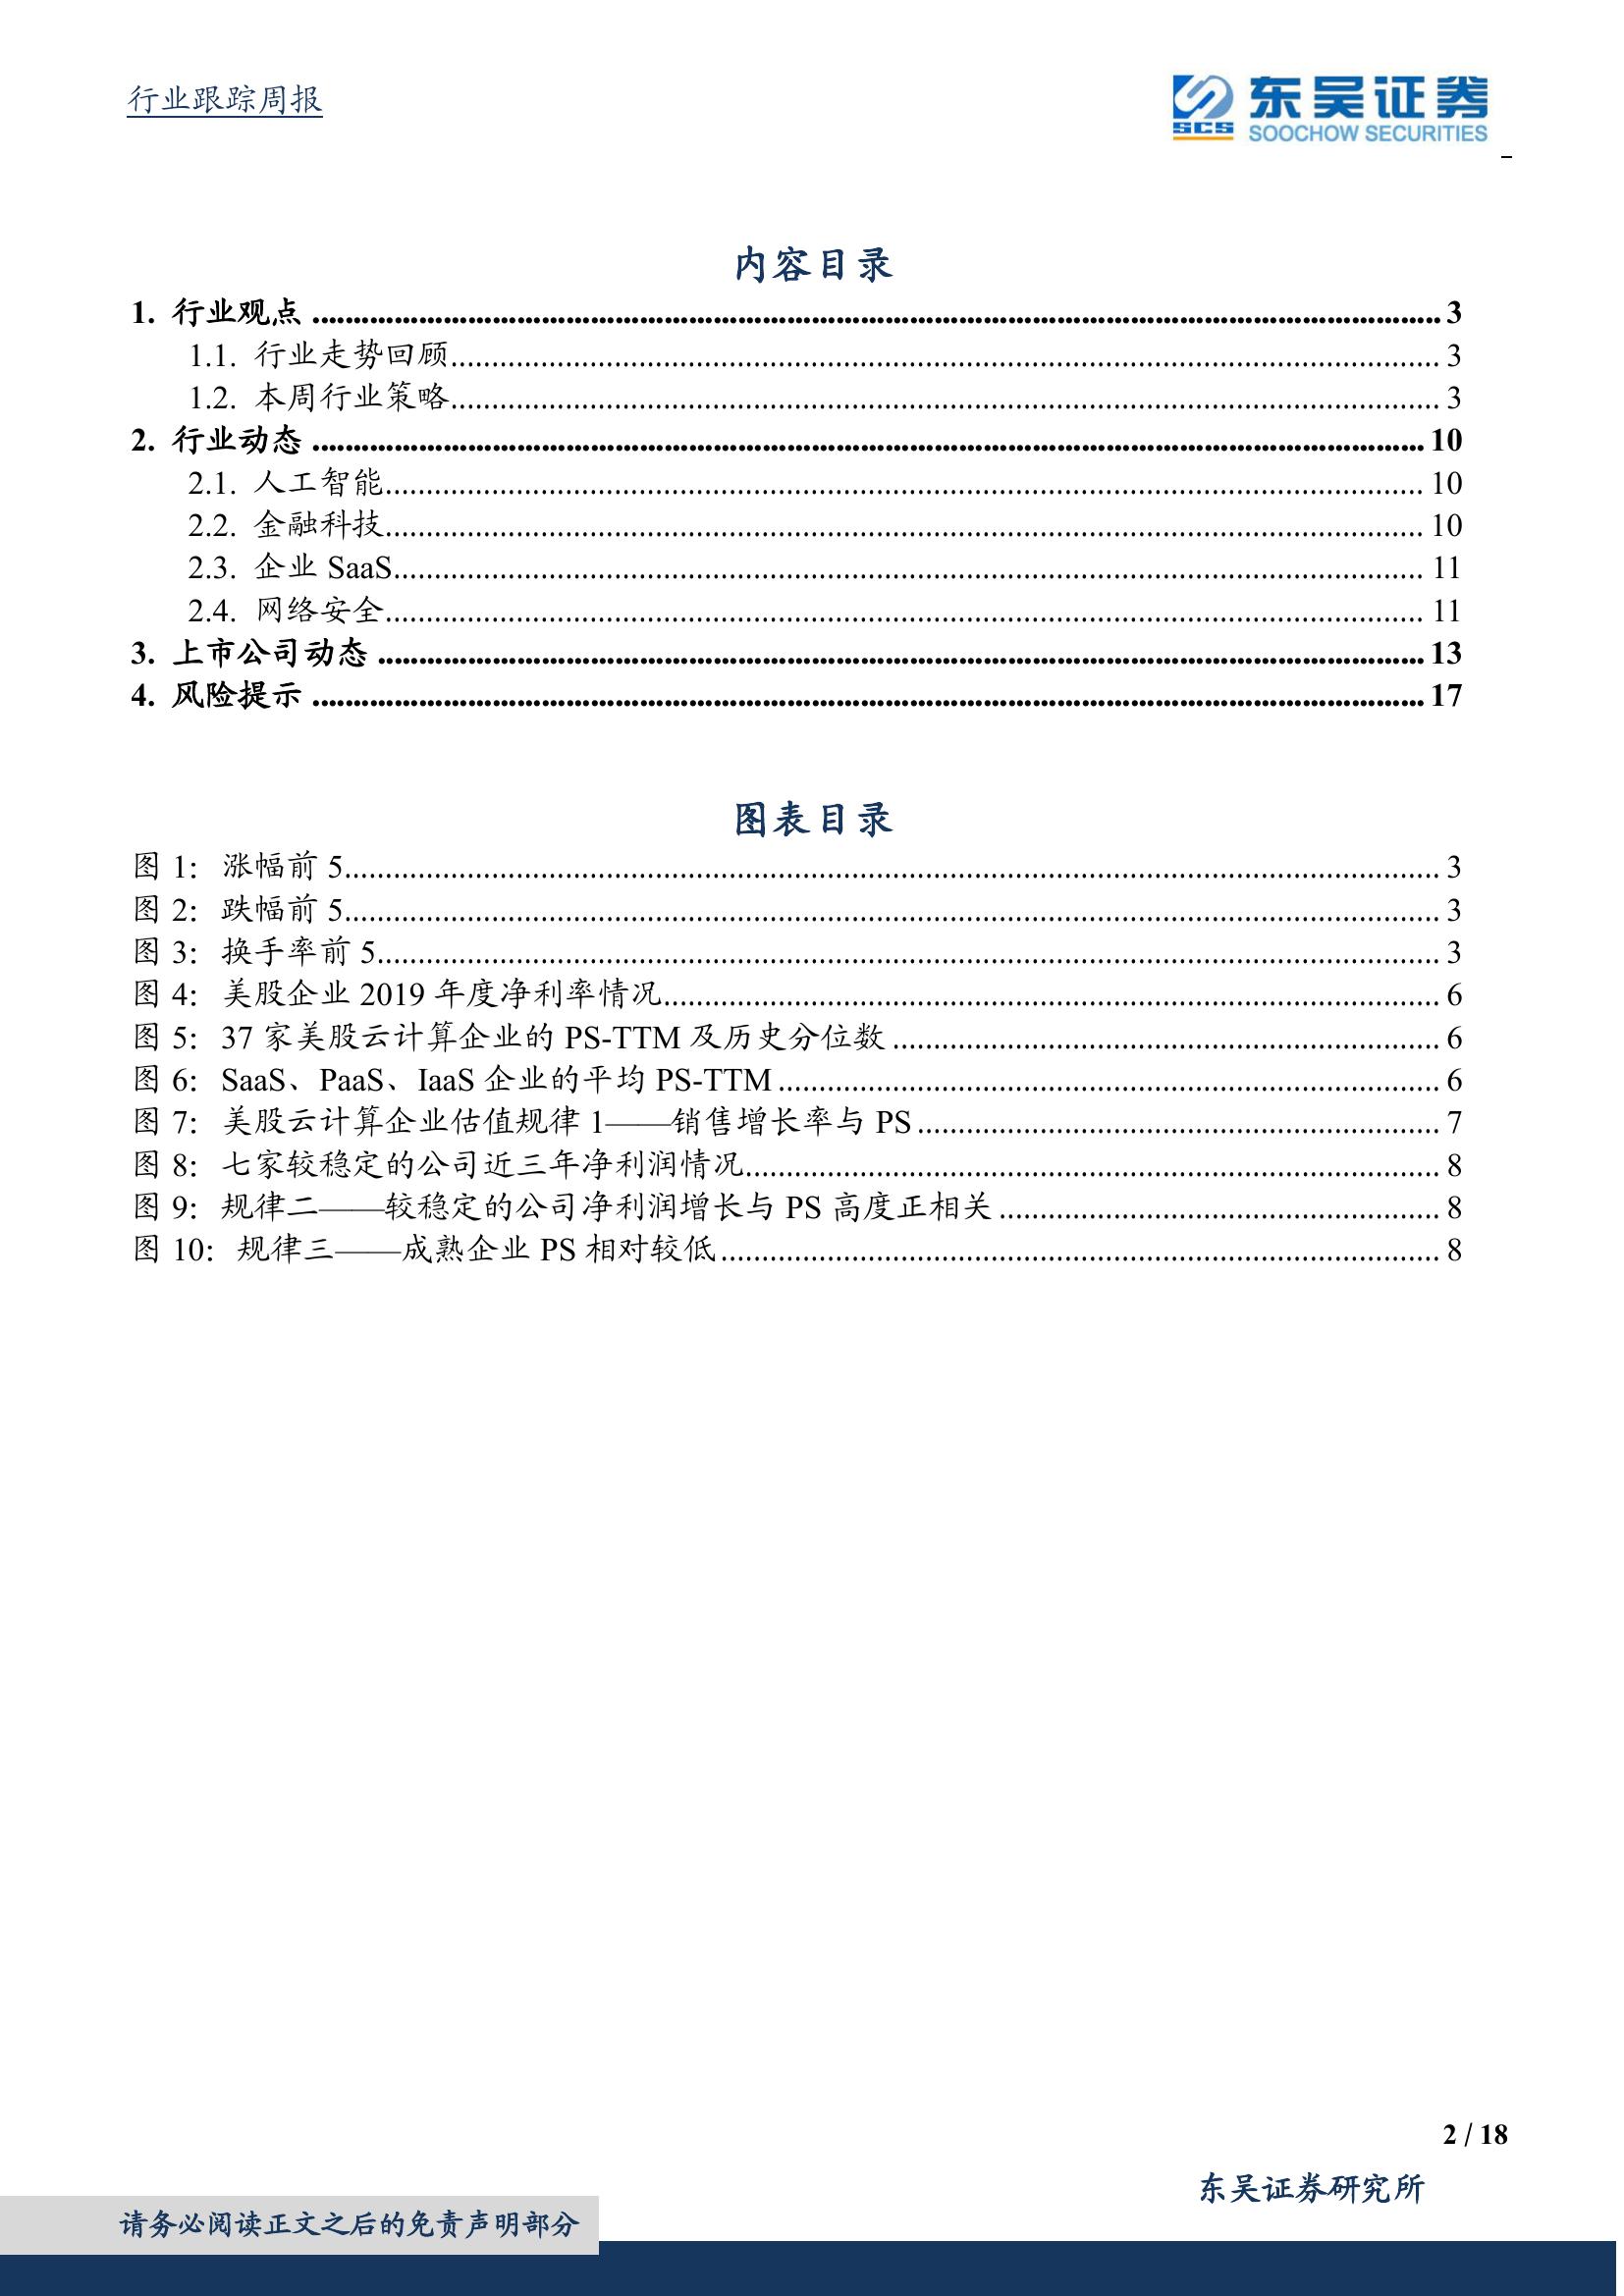 行业跟踪周报
SCS 东吴证券
SOOCHOW SECURITIES
内容目录
1. 行业观点 3
1.1. 行业走势回顾 3
1.2. 本周行业策略 3
2. 行业动态 10
2.1. 人工智能 10
2.2. 金融科技 10
2.3. 企业 SaaS 11
2.4. 网络安全 11
3. 上市公司动态 13
4. 风险提示 17
图表目录
图 1: 涨幅前 5 3
图 2: 跌幅前 5 3
图 3: 换手率前 5 3
图 4: 美股企业 2019 年度净利率情况 6
图 5: 37 家美股云计算企业的 PS-TTM 及历史分位数 6
图 6: SaaS、PaaS、IaaS 企业的平均 PS-TTM 6
图 7: 美股云计算企业估值规律 1——销售增长率与 PS 7
图 8: 七家较稳定的公司近三年净利润情况 8
图 9: 规律二——较稳定的公司净利润增长与 PS 高度正相关 8
图 10: 规律三——成熟企业 PS 相对较低 8
2 / 18
东吴证券研究所
请务必阅读正文之后的免责声明部分